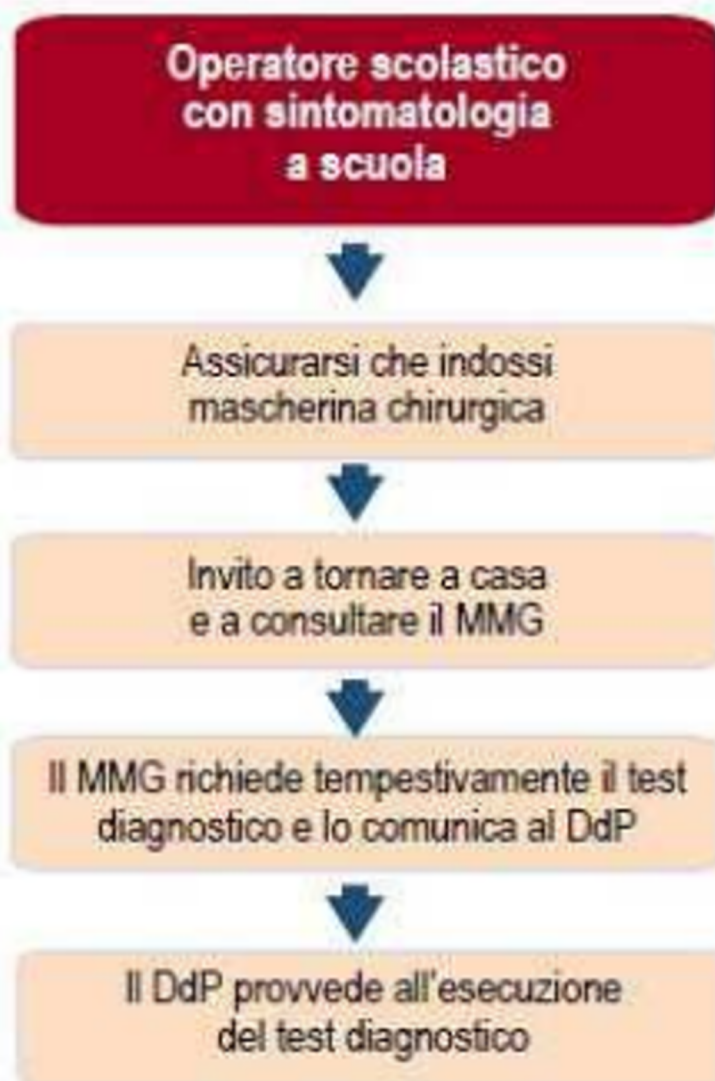 Operatore scolastico
con sintomatologia
a scuola
Assicurarsi che indossi
mascherina chirurgica
Invito a tornare a casa
e a consultare il MMG
Il MMG richiede tempestivamente il test
diagnostico e lo comunica al DdP
Il DdP provvede all'esecuzione
del test diagnostico